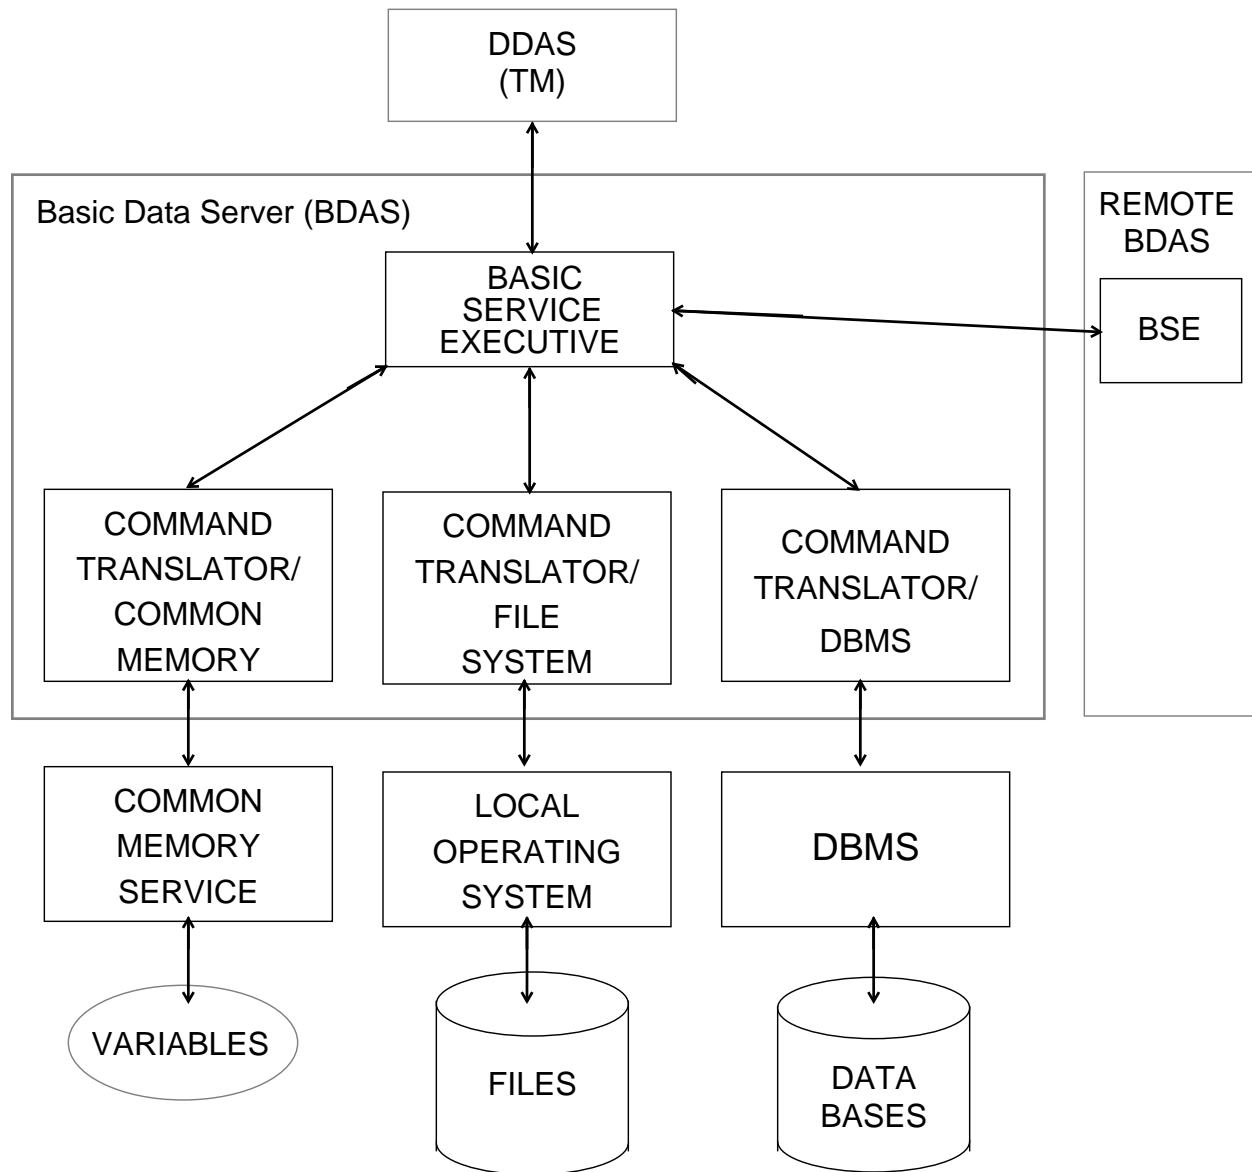 DDAS
(TM)
Basic Data Server (BDAS)
REMOTE
BDAS
BASIC
SERVICE
EXECUTIVE
BSE
COMMAND
TRANSLATOR/
COMMON
MEMORY
COMMAND
TRANSLATOR/
FILE
SYSTEM
COMMAND
TRANSLATOR/
DBMS
COMMON
MEMORY
SERVICE
LOCAL
OPERATING
SYSTEM
DBMS
VARIABLES
FILES
DATA
BASES